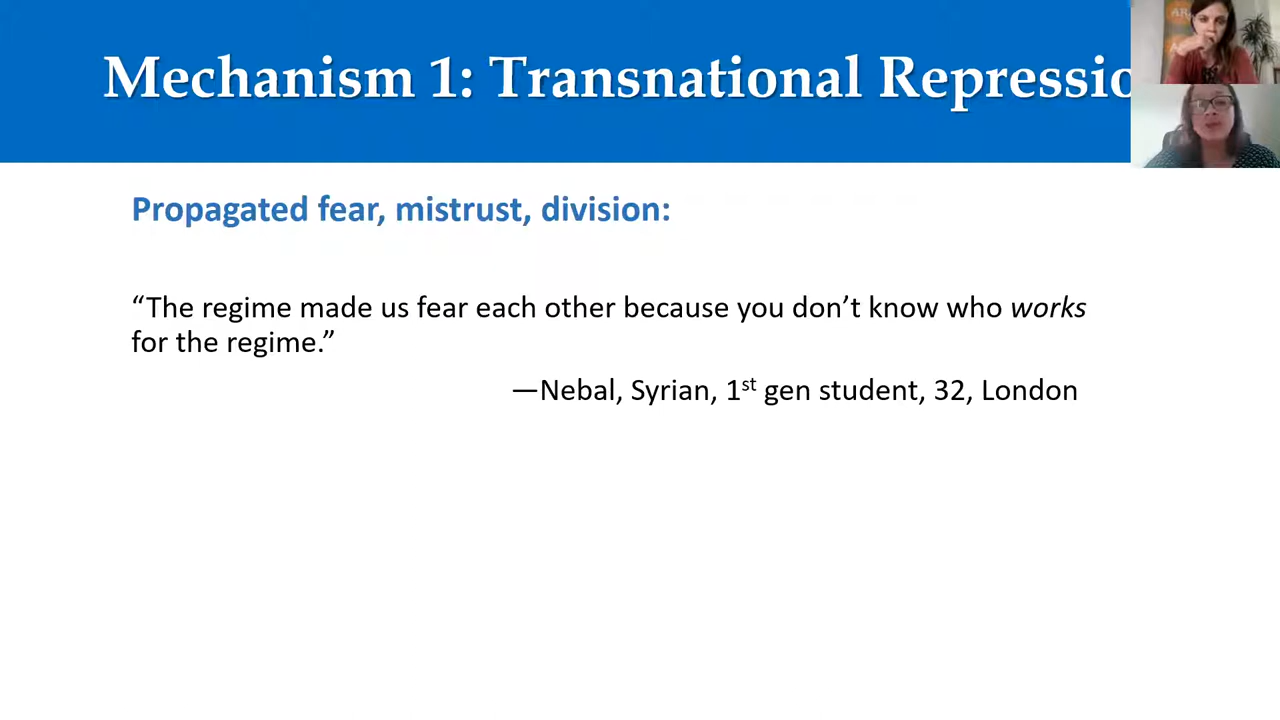 Mechanism 1: Transnational Repressio
Propagated fear, mistrust, division:
“The regime made us fear each other because you don’t know who works
for the regime.”
—Nebal, Syrian, 1st gen student, 32, London